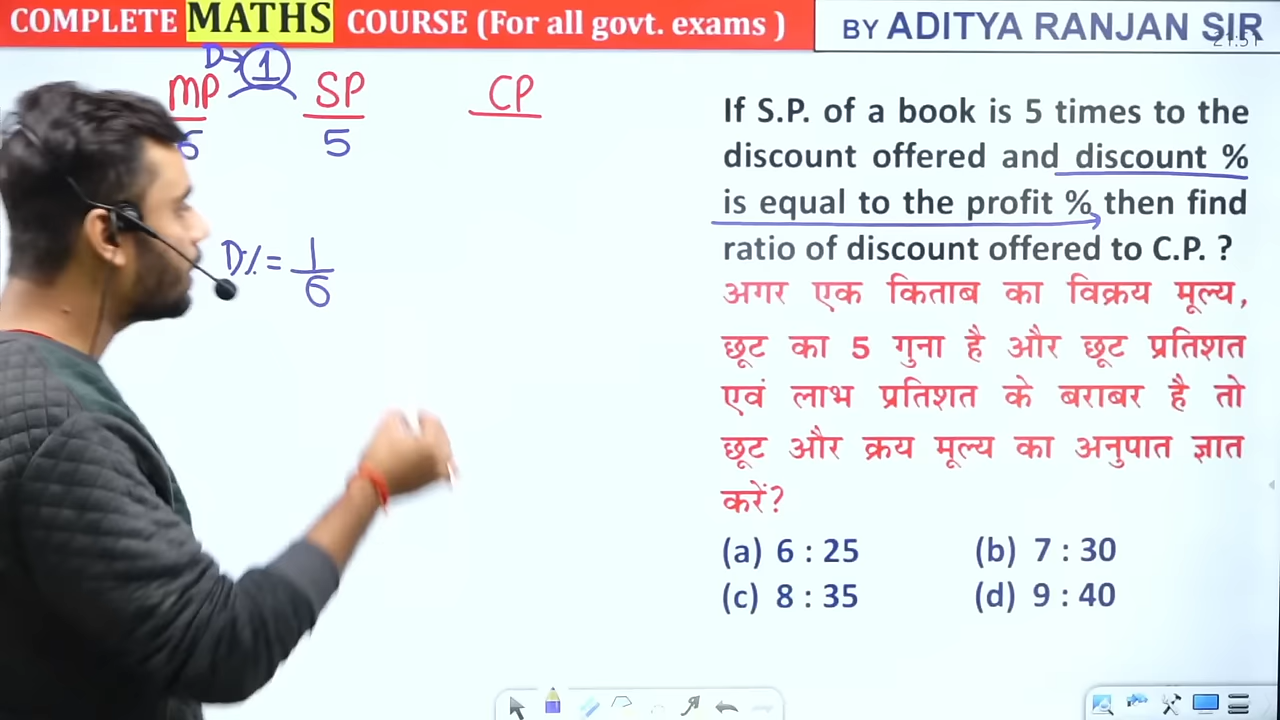 COMPLETE MATHS COURSE (For all govt. exams )
BY ADITYA RANJAN SIR
21:51
D→ 1
MP SP CP
6 5
D%= 1/6
If S.P. of a book is 5 times to the
discount offered and discount %
is equal to the profit % then find
ratio of discount offered to C.P. ?
अगर एक किताब का विक्रय मूल्य,
छूट का 5 गुना है और छूट प्रतिशत
एवं लाभ प्रतिशत के बराबर है तो
छूट और क्रय मूल्य का अनुपात ज्ञात
करें?
(a) 6 : 25 (b) 7 : 30
(c) 8 : 35 (d) 9 : 40